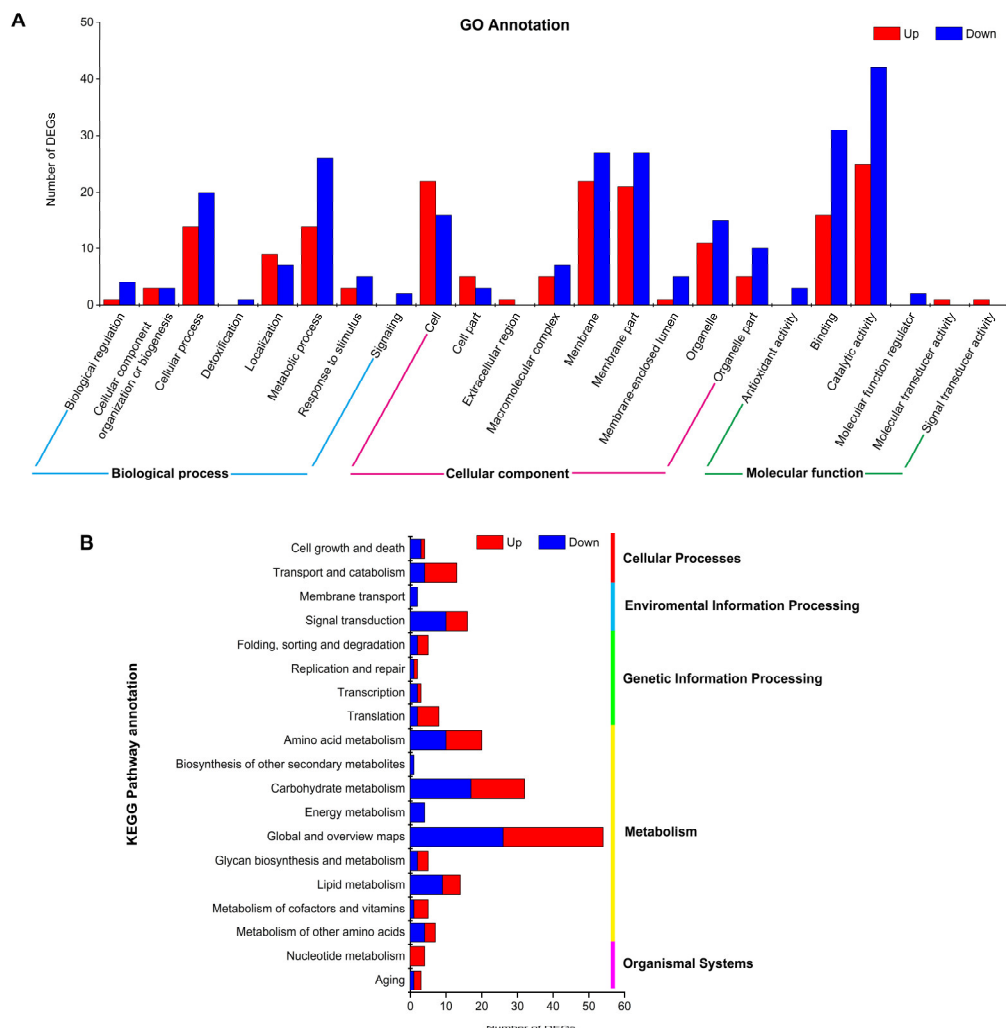 A
GO Annotation
Up
Down
50
40
30
20
10
0
Number of DEGs
Biological regulation
Cellular component
organization or biogenesis
Cellular process
Detoxification
Localization
Metabolic process
Response to stimulus
Signaling
Cell
Cell part
Extracellular region
Macromolecular complex
Membrane
Membrane part
Membrane-enclosed lumen
Organelle
Organelle part
Antioxidant activity
Binding
Catalytic activity
Molecular function regulator
Molecular transducer activity
Signal transducer activity
Biological process
Cellular component
Molecular function
B
Up
Down
KEGG Pathway annotation
Cell growth and death
Transport and catabolism
Membrane transport
Signal transduction
Folding, sorting and degradation
Replication and repair
Transcription
Translation
Amino acid metabolism
Biosynthesis of other secondary metabolites
Carbohydrate metabolism
Energy metabolism
Global and overview maps
Glycan biosynthesis and metabolism
Lipid metabolism
Metabolism of cofactors and vitamins
Metabolism of other amino acids
Nucleotide metabolism
Aging
Cellular Processes
Enviromental Information Processing
Genetic Information Processing
Metabolism
Organismal Systems
0 10 20 30 40 50 60
Number of DEGs